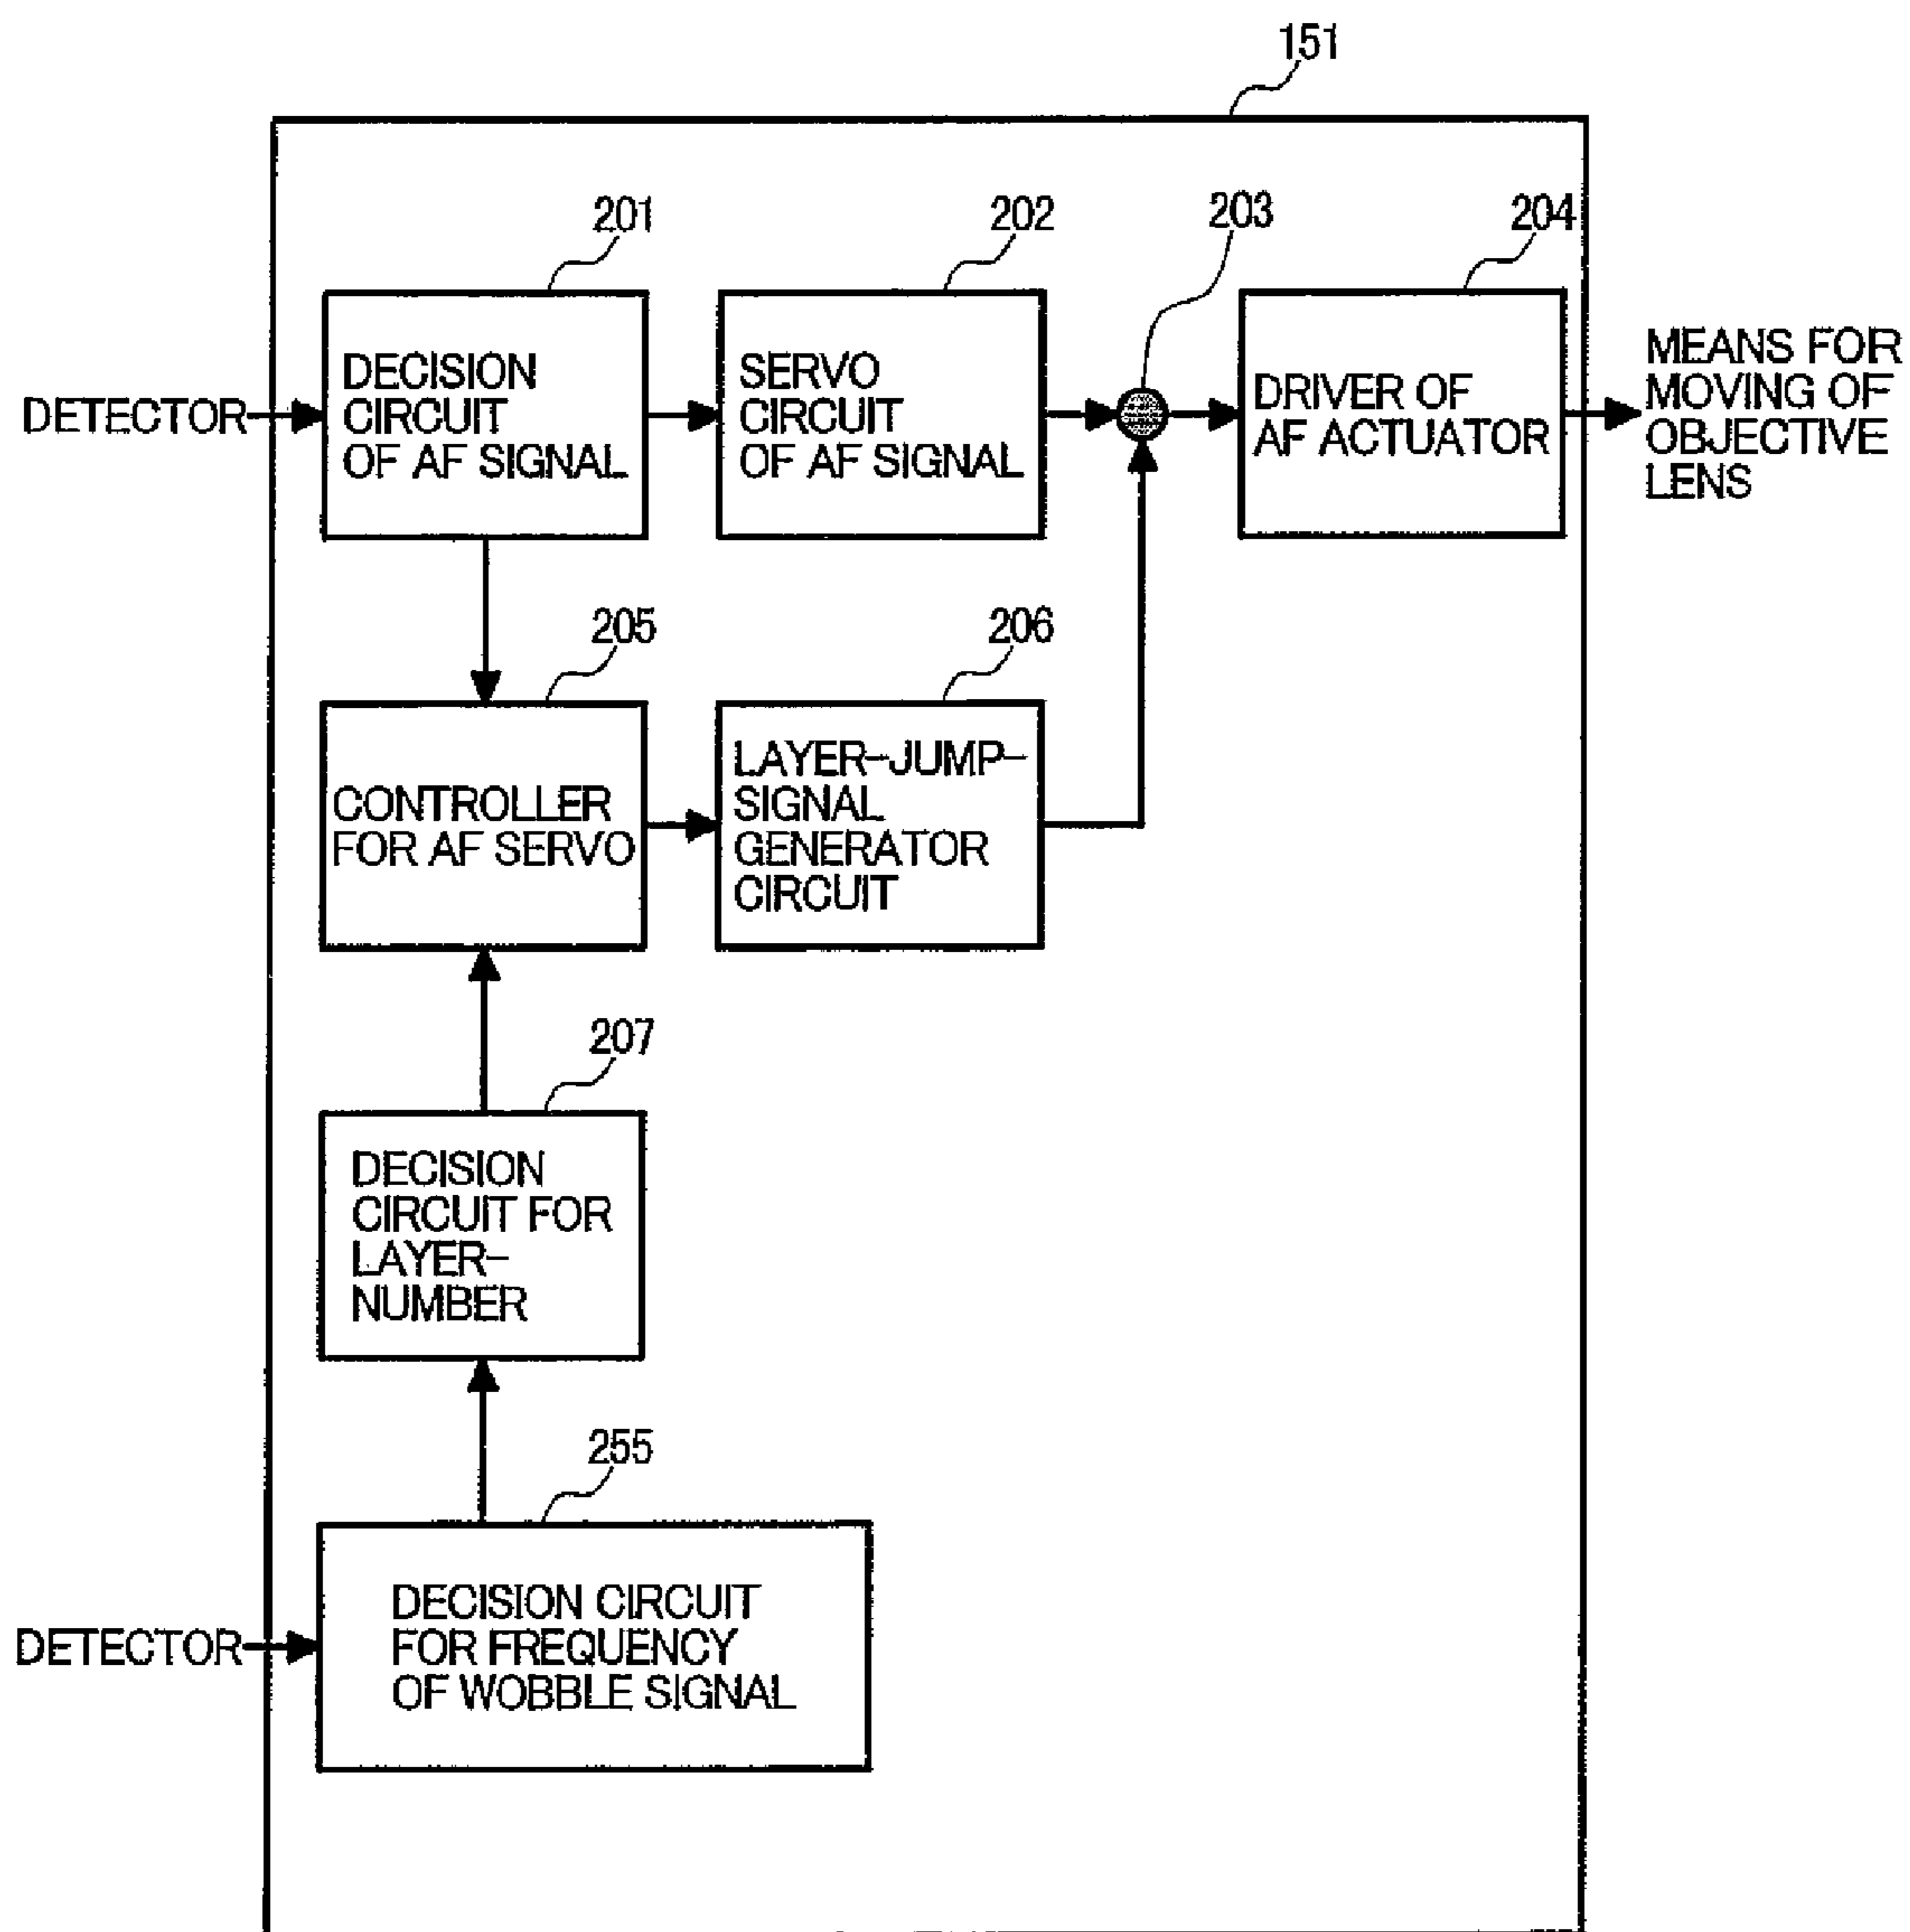 151
201
202
203
204
DECISION
CIRCUIT
OF AF SIGNAL
SERVO
CIRCUIT
OF AF SIGNAL
DRIVER OF
AF ACTUATOR
DETECTOR
MEANS FOR
MOVING OF
OBJECTIVE
LENS
205
206
CONTROLLER
FOR AF SERVO
LAYER-JUMP-
SIGNAL
GENERATOR
CIRCUIT
207
DECISION
CIRCUIT FOR
LAYER-
NUMBER
255
DETECTOR
DECISION CIRCUIT
FOR FREQUENCY
OF WOBBLE SIGNAL